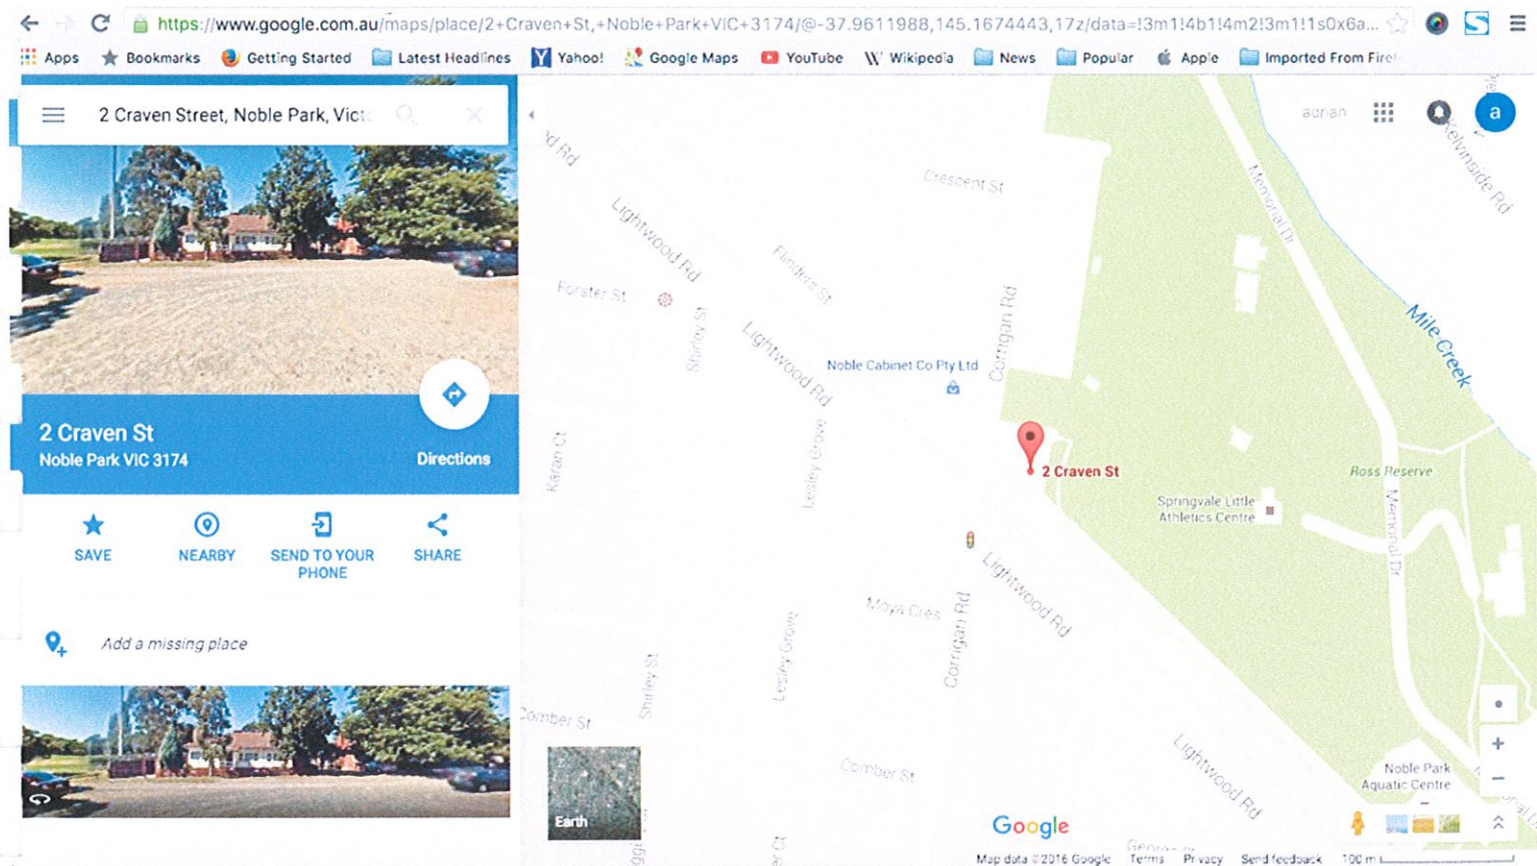 https://www.google.com.au/maps/place/2+Craven+St,+Noble+Park+VIC+3174/@-37.9611988,145.1674443,17z/data=!3m1!4b1!4m2!3m1!1s0x6a...
Apps Bookmarks Getting Started Latest Headlines Yahoo! Google Maps YouTube Wikipedia News Popular Apple Imported From Firef
2 Craven Street, Noble Park, Victo
2 Craven St
Noble Park VIC 3174
Directions
SAVE
NEARBY
SEND TO YOUR
PHONE
SHARE
Add a missing place
Earth
adrian
a
Kelvinside Rd
d Rd
Crescent St
Memorial Dr
Lightwood Rd
Flinders St
Forster St
Shirley St
Lightwood Rd
Corrigan Rd
Mile Creek
Noble Cabinet Co Pty Ltd
Karan Ct
Lesley Grove
2 Craven St
Ross Reserve
Springvale Little
Athletics Centre
Memorial Dr
Lightwood Rd
Moya Cres
Corrigan Rd
Lesley Grove
Shirley St
Comber St
Comber St
Lightwood Rd
Noble Park
Aquatic Centre
Google
Map data ©2016 Google Terms Privacy Send feedback 100 m